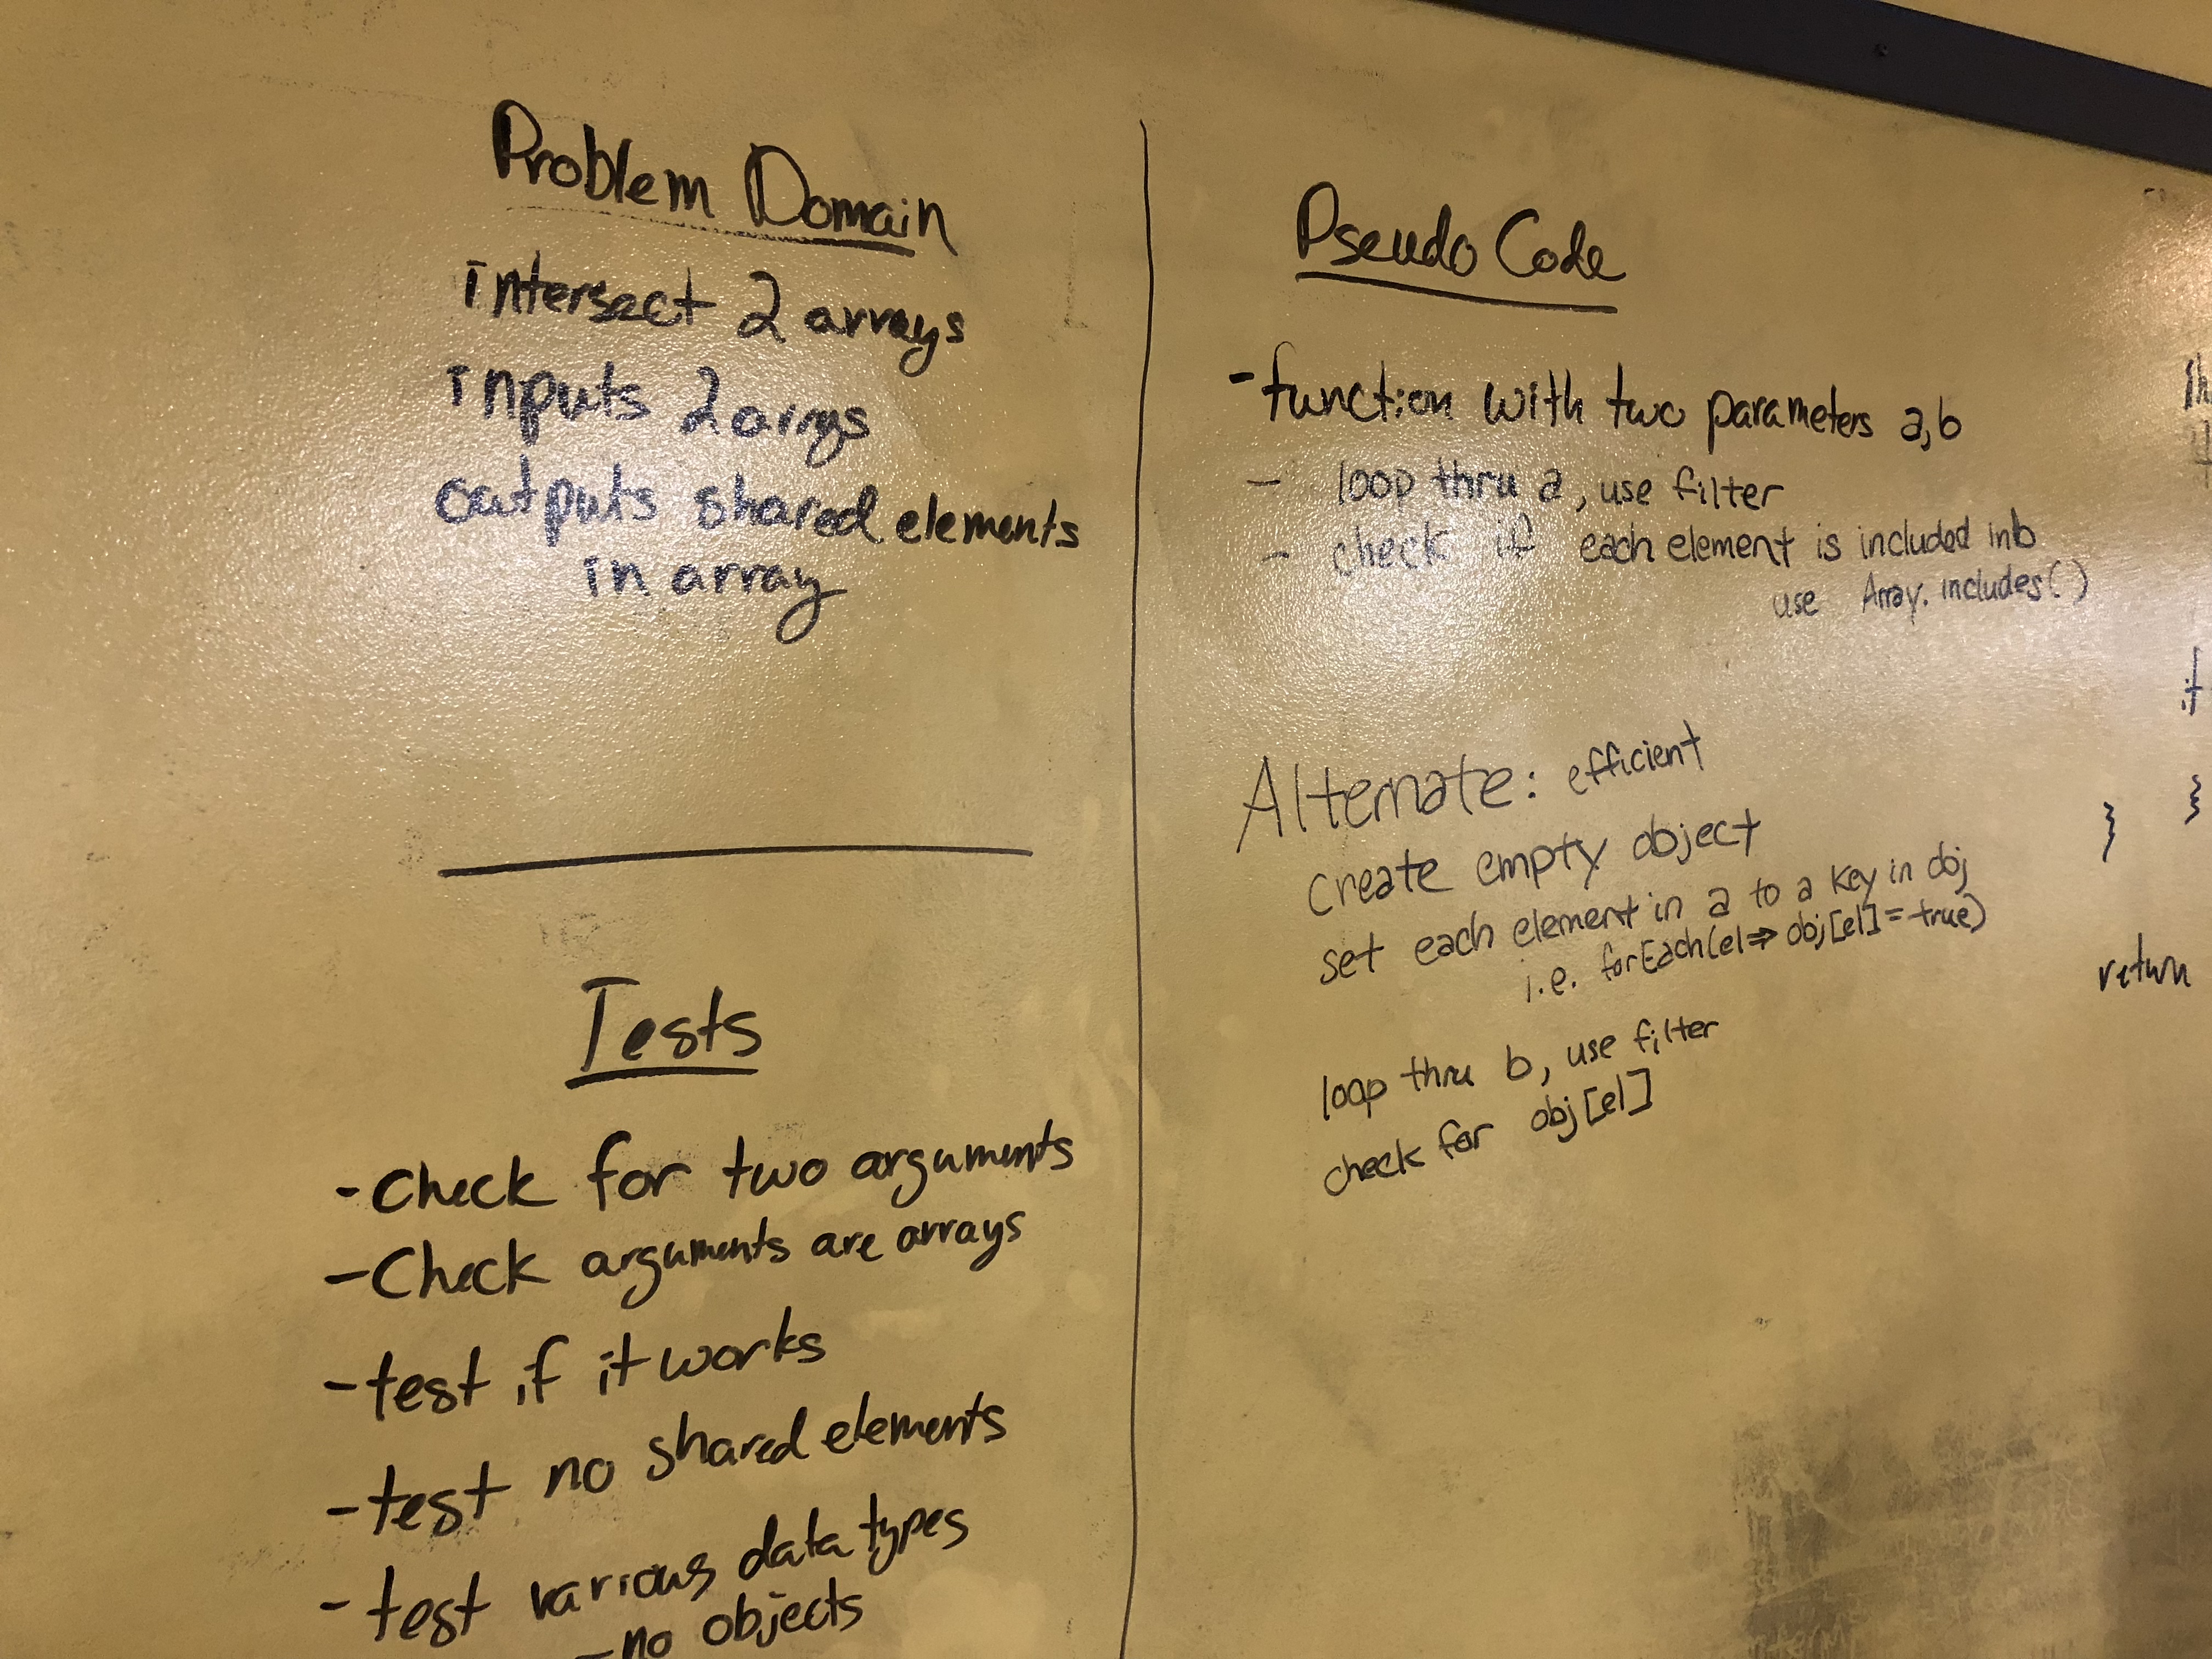 Problem Domain
intersect 2 arrays
inputs 2 arrys
outputs shared elements
in array
Tests
- Check for two arguments
- Check arguments are arrays
- test if it works
- test no shared elements
- test various data types
- no objects
Pseudo Code
- function with two parameters a,b
- loop thru a, use filter
- check if each element is included in b
use Array.includes()
Alternate: efficient
create empty object
set each element in a to a key in obj
i.e. forEach(el => obj[el] = true)
loop thru b, use filter
check for obj[el]
}
}
return